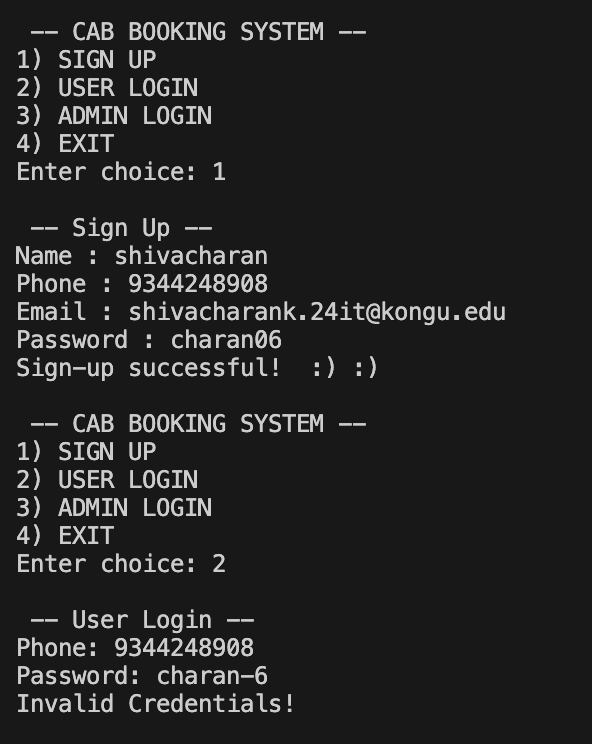 -- CAB BOOKING SYSTEM --
1) SIGN UP
2) USER LOGIN
3) ADMIN LOGIN
4) EXIT
Enter choice: 1
-- Sign Up --
Name : shivacharan
Phone : 9344248908
Email : shivacharank.24it@kongu.edu
Password : charan06
Sign-up successful!  :) :)
-- CAB BOOKING SYSTEM --
1) SIGN UP
2) USER LOGIN
3) ADMIN LOGIN
4) EXIT
Enter choice: 2
-- User Login --
Phone: 9344248908
Password: charan-6
Invalid Credentials!